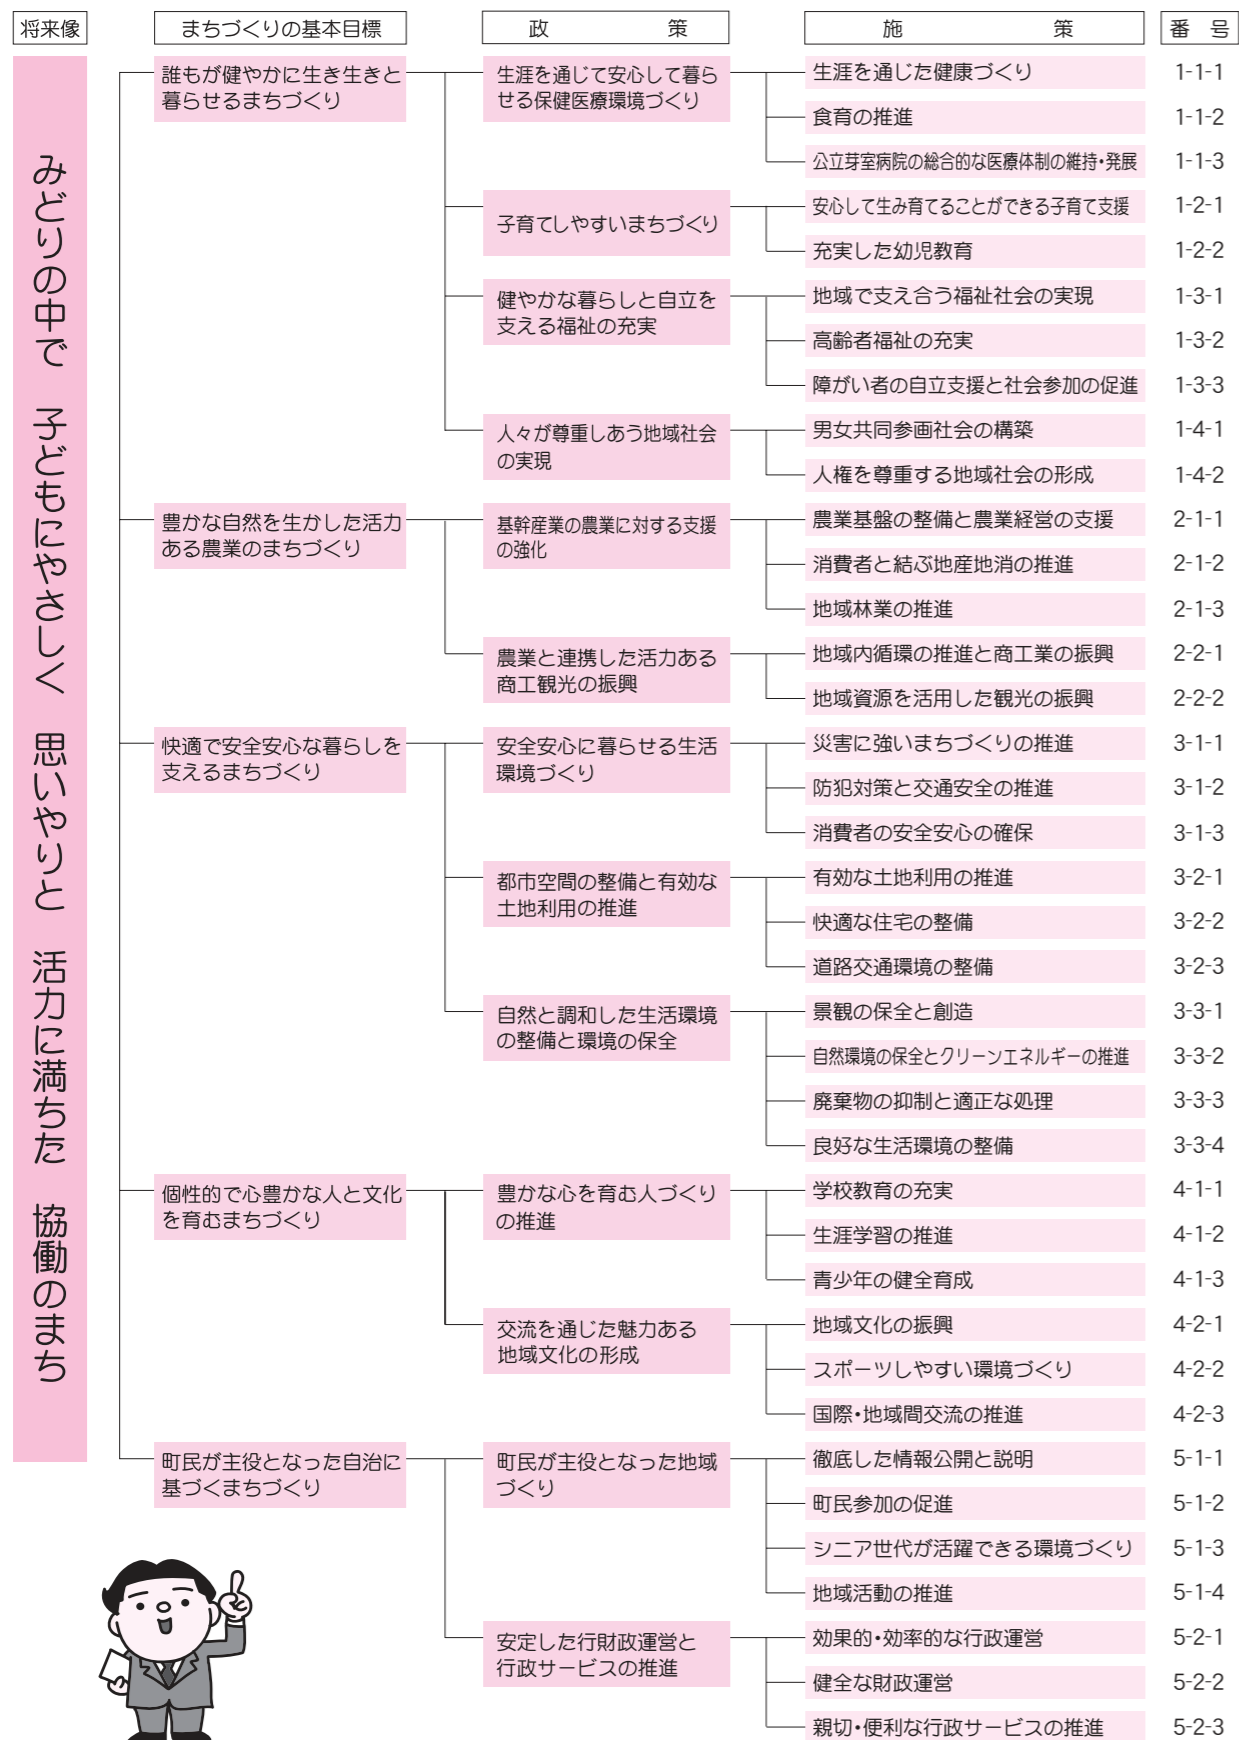 将来像
まちづくりの基本目標
政　　　　策
施　　　　策
番　号
みどりの中で　子どもにやさしく　思いやりと　活力に満ちた　協働のまち
誰もが健やかに生き生きと
暮らせるまちづくり
生涯を通じて安心して暮ら
せる保健医療環境づくり
生涯を通じた健康づくり 1-1-1
食育の推進 1-1-2
公立芽室病院の総合的な医療体制の維持・発展 1-1-3
子育てしやすいまちづくり
安心して生み育てることができる子育て支援 1-2-1
充実した幼児教育 1-2-2
健やかな暮らしと自立を
支える福祉の充実
地域で支え合う福祉社会の実現 1-3-1
高齢者福祉の充実 1-3-2
障がい者の自立支援と社会参加の促進 1-3-3
人々が尊重しあう地域社会
の実現
男女共同参画社会の構築 1-4-1
人権を尊重する地域社会の形成 1-4-2
豊かな自然を生かした活力
ある農業のまちづくり
基幹産業の農業に対する支援
の強化
農業基盤の整備と農業経営の支援 2-1-1
消費者と結ぶ地産地消の推進 2-1-2
地域林業の推進 2-1-3
農業と連携した活力ある
商工観光の振興
地域内循環の推進と商工業の振興 2-2-1
地域資源を活用した観光の振興 2-2-2
快適で安全安心な暮らしを
支えるまちづくり
安全安心に暮らせる生活
環境づくり
災害に強いまちづくりの推進 3-1-1
防犯対策と交通安全の推進 3-1-2
消費者の安全安心の確保 3-1-3
都市空間の整備と有効な
土地利用の推進
有効な土地利用の推進 3-2-1
快適な住宅の整備 3-2-2
道路交通環境の整備 3-2-3
自然と調和した生活環境
の整備と環境の保全
景観の保全と創造 3-3-1
自然環境の保全とクリーンエネルギーの推進 3-3-2
廃棄物の抑制と適正な処理 3-3-3
良好な生活環境の整備 3-3-4
個性的で心豊かな人と文化
を育むまちづくり
豊かな心を育む人づくり
の推進
学校教育の充実 4-1-1
生涯学習の推進 4-1-2
青少年の健全育成 4-1-3
交流を通じた魅力ある
地域文化の形成
地域文化の振興 4-2-1
スポーツしやすい環境づくり 4-2-2
国際・地域間交流の推進 4-2-3
町民が主役となった自治に
基づくまちづくり
町民が主役となった地域
づくり
徹底した情報公開と説明 5-1-1
町民参加の促進 5-1-2
シニア世代が活躍できる環境づくり 5-1-3
地域活動の推進 5-1-4
安定した行財政運営と
行政サービスの推進
効果的・効率的な行政運営 5-2-1
健全な財政運営 5-2-2
親切・便利な行政サービスの推進 5-2-3